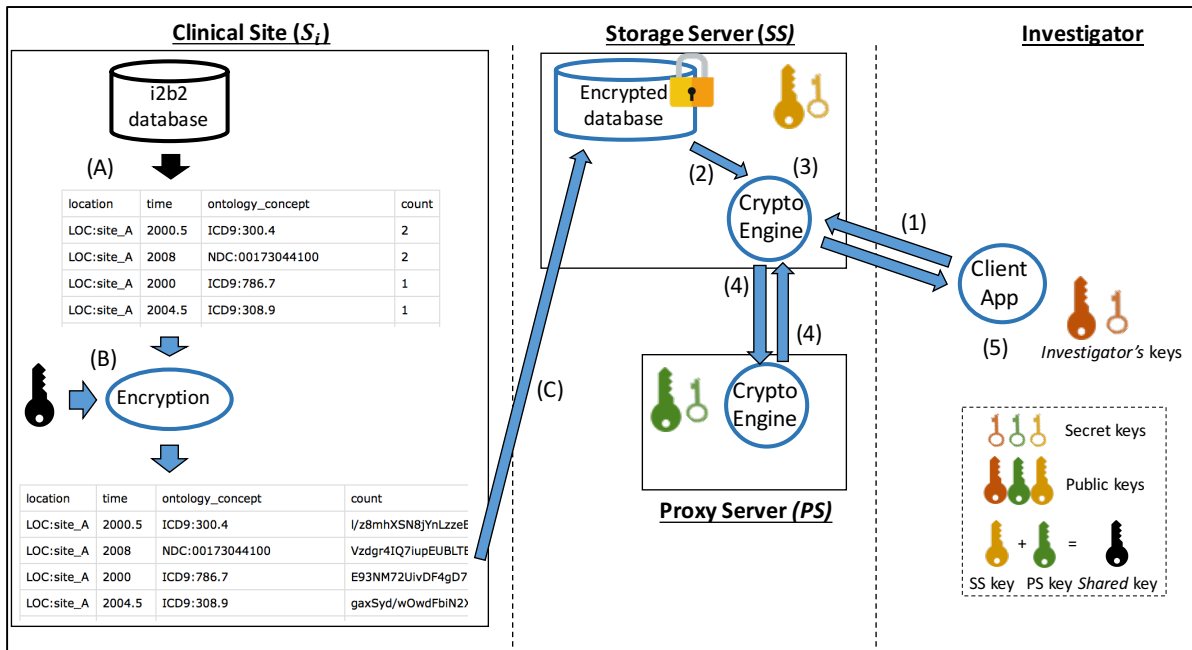 Clinical Site (Sᵢ)
i2b2
database
(A)
location time ontology_concept count
LOC:site_A 2000.5 ICD9:300.4 2
LOC:site_A 2008 NDC:00173044100 2
LOC:site_A 2000 ICD9:786.7 1
LOC:site_A 2004.5 ICD9:308.9 1
(B)
Encryption
location time ontology_concept count
LOC:site_A 2000.5 ICD9:300.4 l/z8mhXSN8jYnLzzeE
LOC:site_A 2008 NDC:00173044100 Vzdgr4IQ7iupEUBLTE
LOC:site_A 2000 ICD9:786.7 E93NM72UivDF4gD7
LOC:site_A 2004.5 ICD9:308.9 gaxSyd/wOwdFbiN2X
(C)
Storage Server (SS)
Encrypted
database
(2)
(3)
Crypto
Engine
(4)
(4)
Crypto
Engine
Proxy Server (PS)
Investigator
(1)
Client
App
(5)
Investigator's keys
Secret keys
Public keys
+ =
SS key PS key Shared key